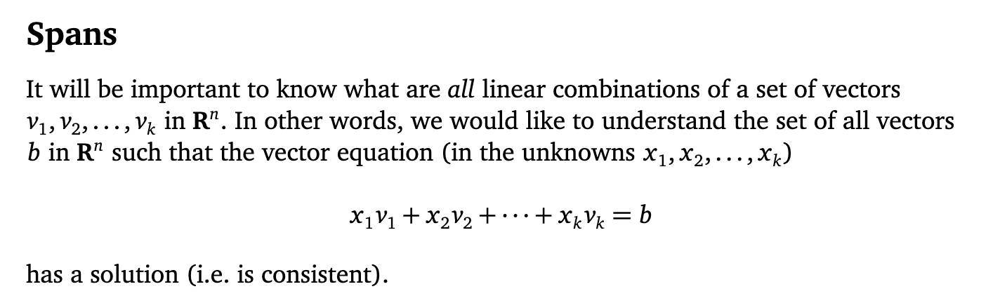 Spans
It will be important to know what are all linear combinations of a set of vectors
v₁, v₂, . . . , vₖ in Rⁿ. In other words, we would like to understand the set of all vectors
b in Rⁿ such that the vector equation (in the unknowns x₁, x₂, . . . , xₖ)
x₁v₁ + x₂v₂ + · · · + xₖvₖ = b
has a solution (i.e. is consistent).